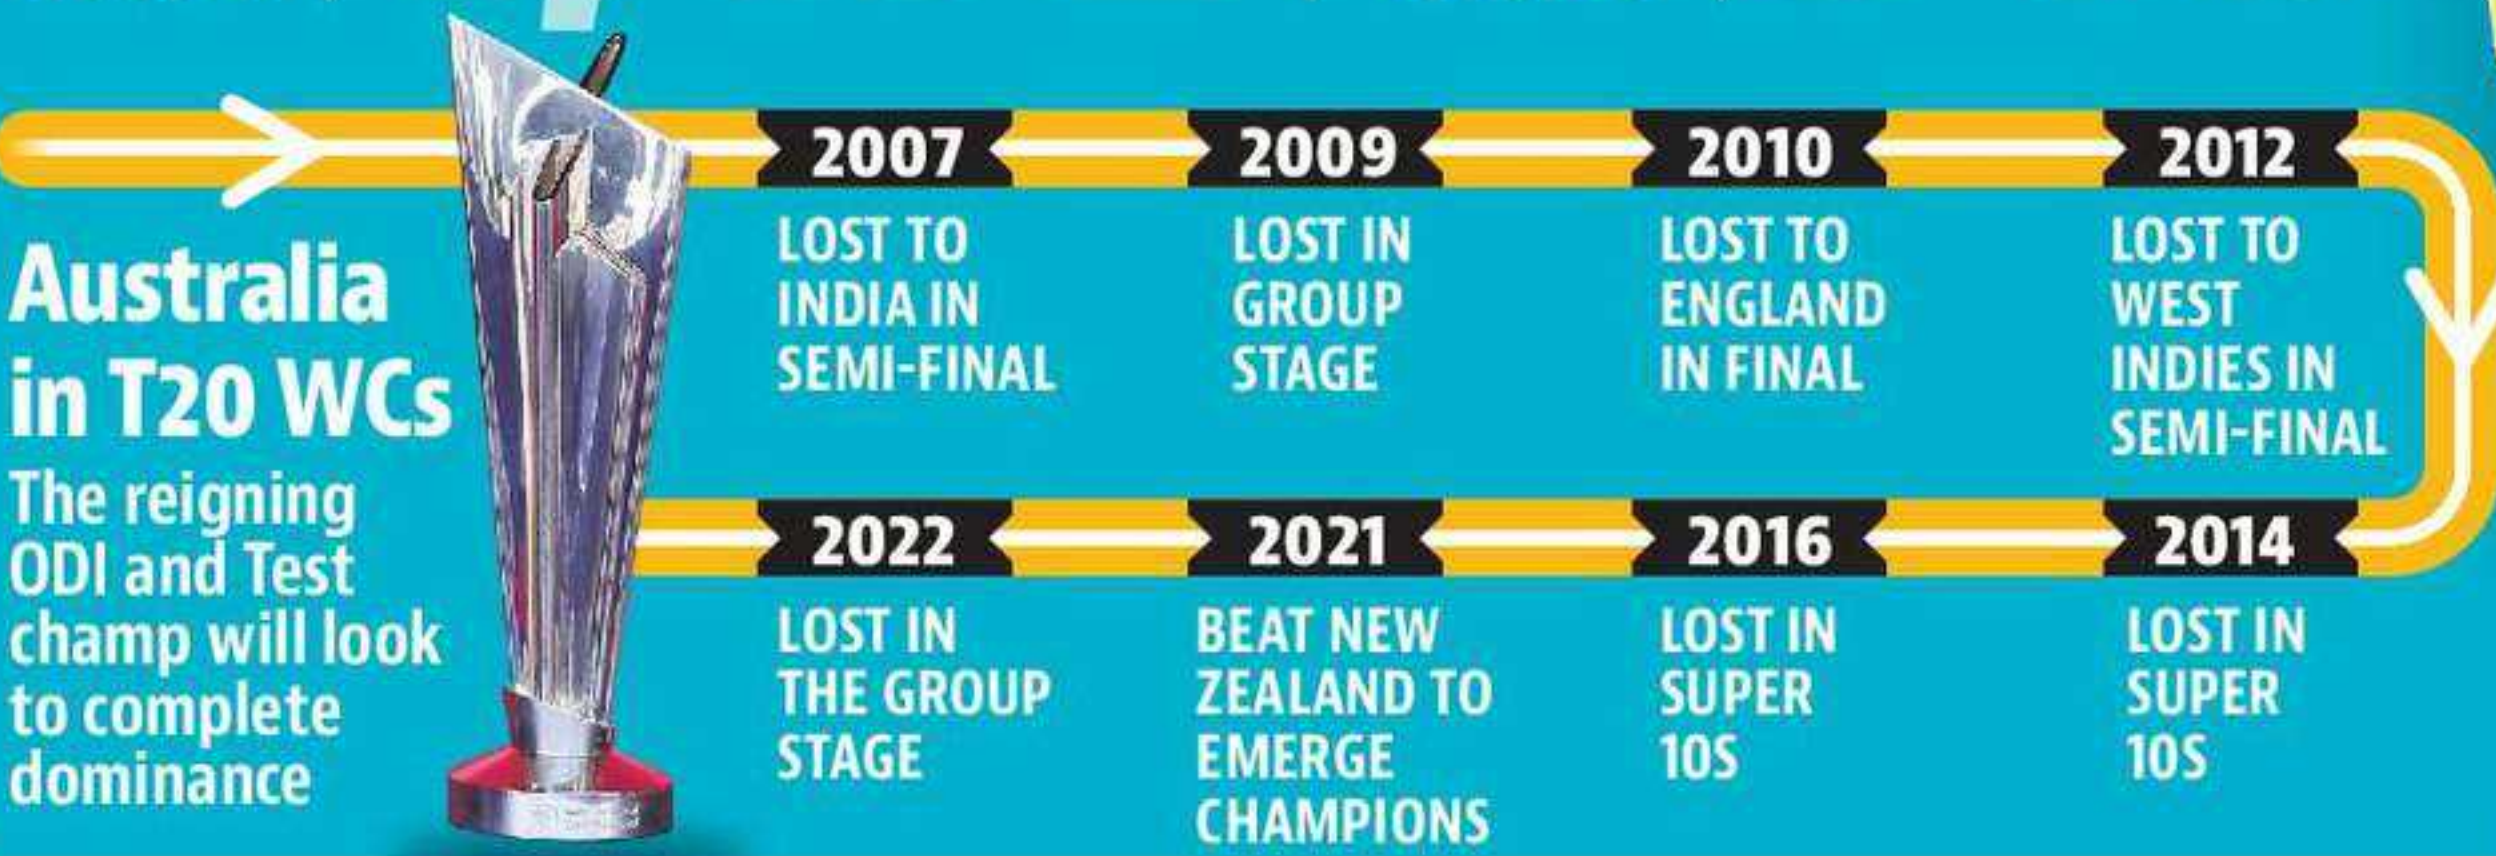 Australia
in T20 WCs
The reigning
ODI and Test
champ will look
to complete
dominance
2007
LOST TO
INDIA IN
SEMI-FINAL
2009
LOST IN
GROUP
STAGE
2010
LOST TO
ENGLAND
IN FINAL
2012
LOST TO
WEST
INDIES IN
SEMI-FINAL
2014
LOST IN
SUPER
10S
2016
LOST IN
SUPER
10S
2021
BEAT NEW
ZEALAND TO
EMERGE
CHAMPIONS
2022
LOST IN
THE GROUP
STAGE